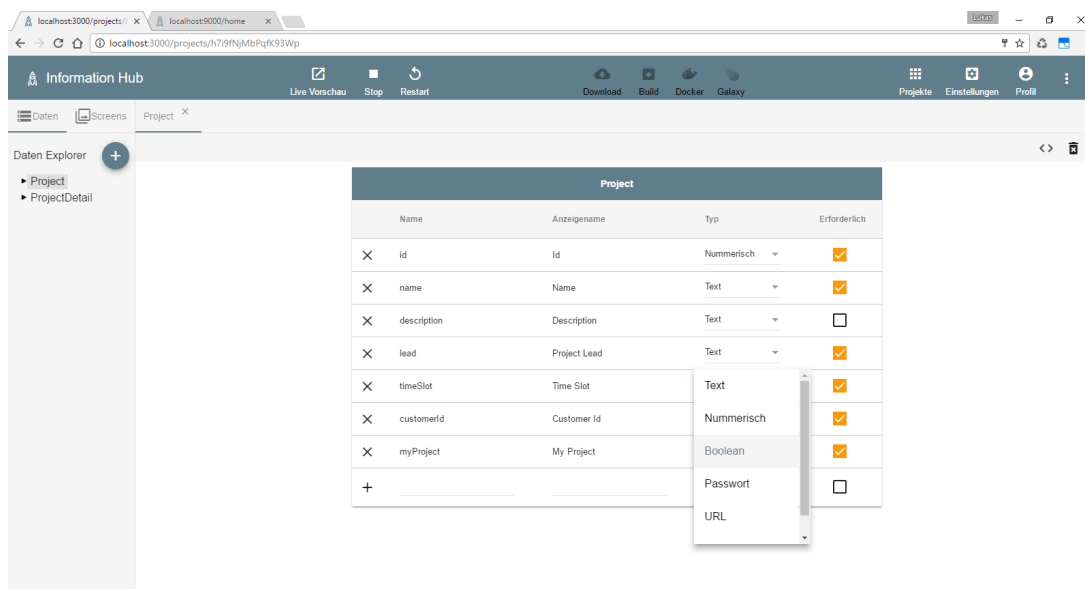 localhost:3000/projects/h localhost:9000/home Lukas
localhost:3000/projects/h7i9fNjMbPqfK93Wp
Information Hub Live Vorschau Stop Restart Download Build Docker Galaxy Projekte Einstellungen Profil
Daten Screens Project
Daten Explorer
Project
ProjectDetail
Project
Name Anzeigename Typ Erforderlich
id Id Nummerisch
name Name Text
description Description Text
lead Project Lead Text
timeSlot Time Slot Text
customerId Customer Id Nummerisch
myProject My Project Boolean
Passwort
URL